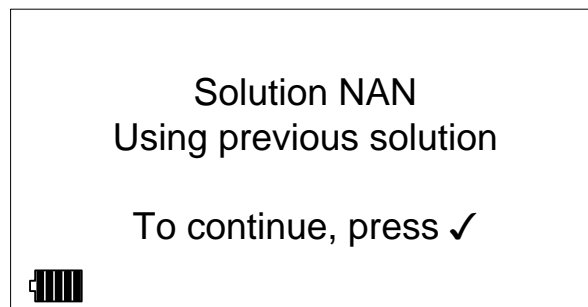 Solution NAN
Using previous solution
To continue, press ✓